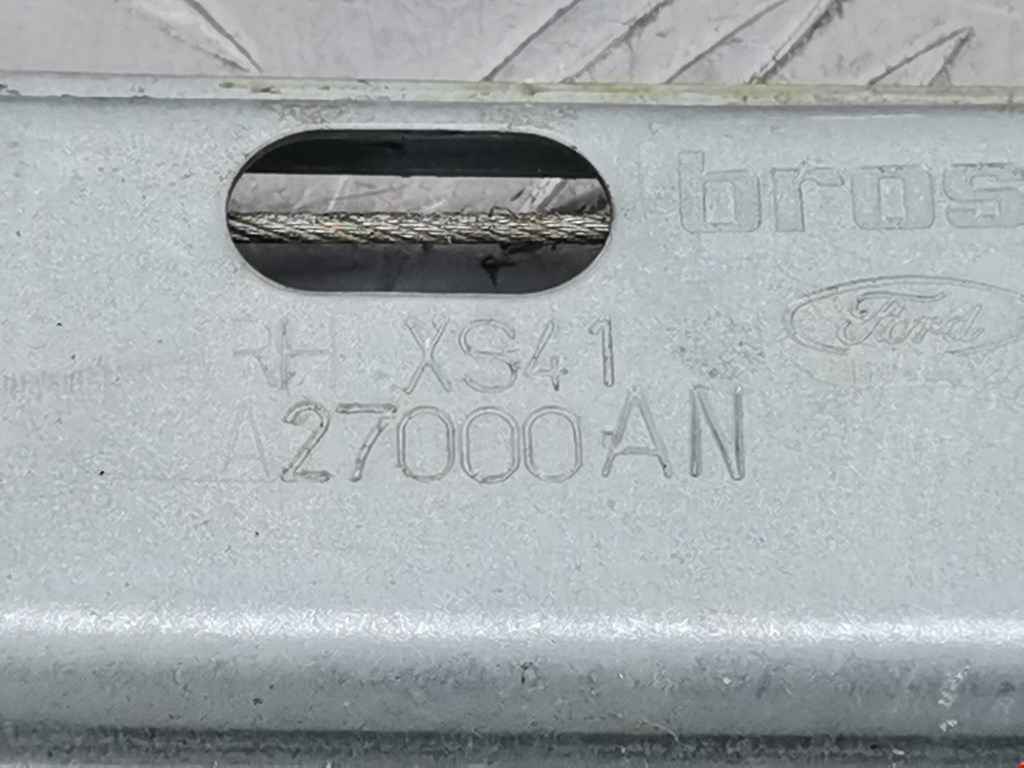 bros
Ford
RH XS41
A27000AN